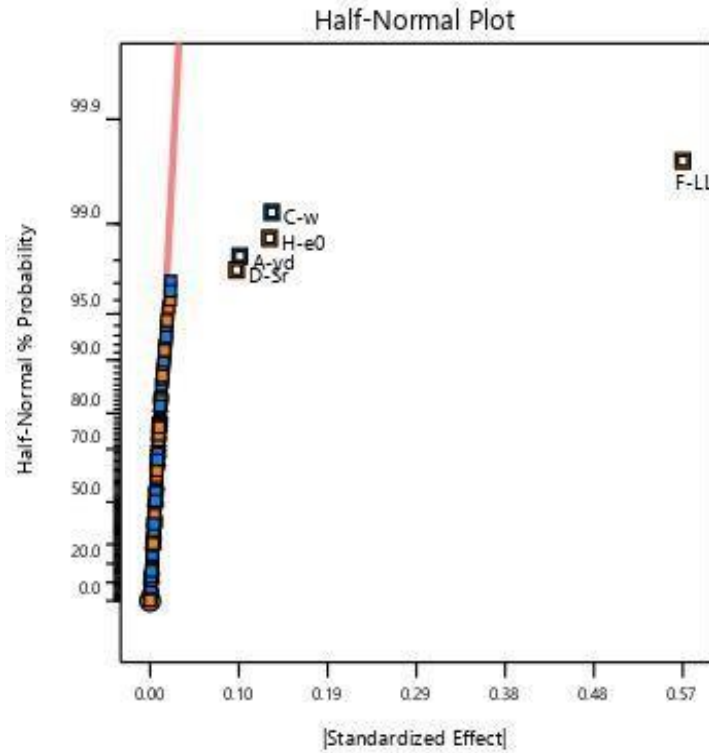 Half-Normal Plot
Half-Normal % Probability
99.9
99.0
95.0
90.0
80.0
70.0
50.0
20.0
0.0
F-LL
C-w
H-e0
A-γd
D-Sr
0.00 0.10 0.19 0.29 0.38 0.48 0.57
|Standardized Effect|